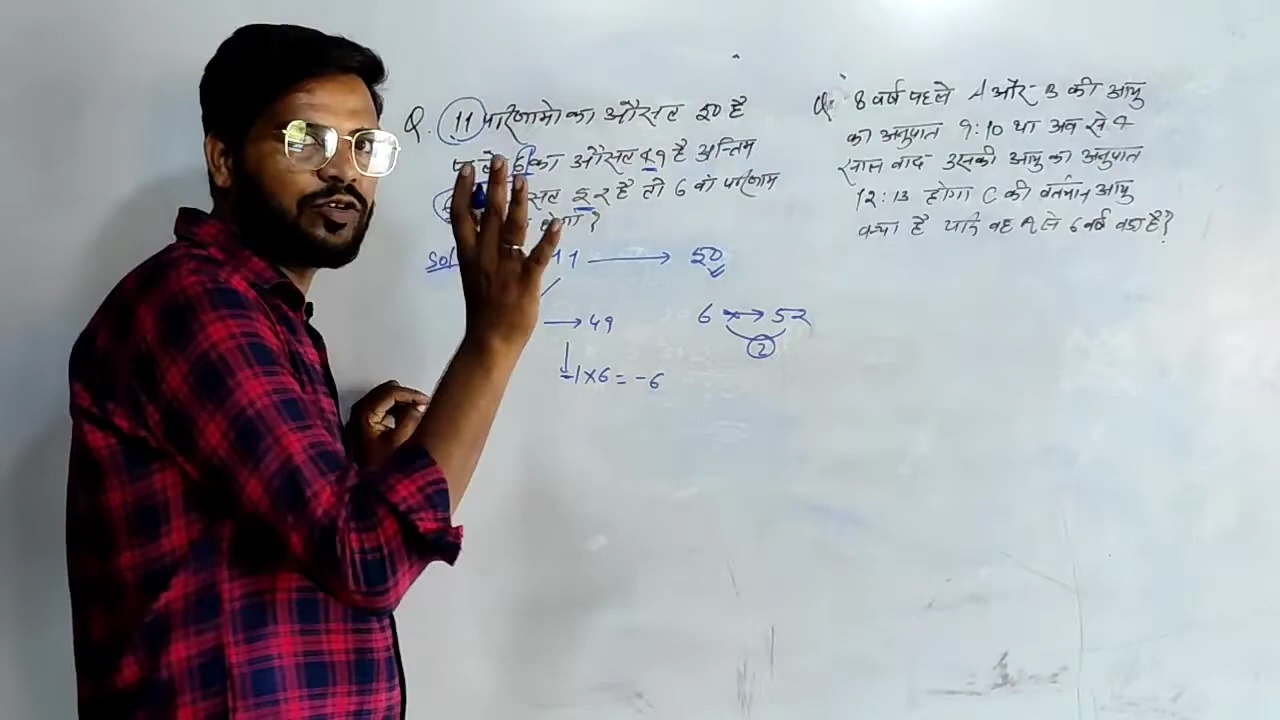 Q. 11 परिणामो का औसत 50 है
का औसत 49 है अन्तिम
52 है तो 6 वां परिणाम
होगा?
Sol 11 → 50
→ 49 6 → 52
2
-1×6 = -6
Q. 8 वर्ष पहले A और B की आयु
का अनुपात 9:10 था अब से 4
साल बाद उसकी आयु का अनुपात
12:13 होगा C की वर्तमान आयु
क्या है यदि वह A से 6 वर्ष बड़ा है?